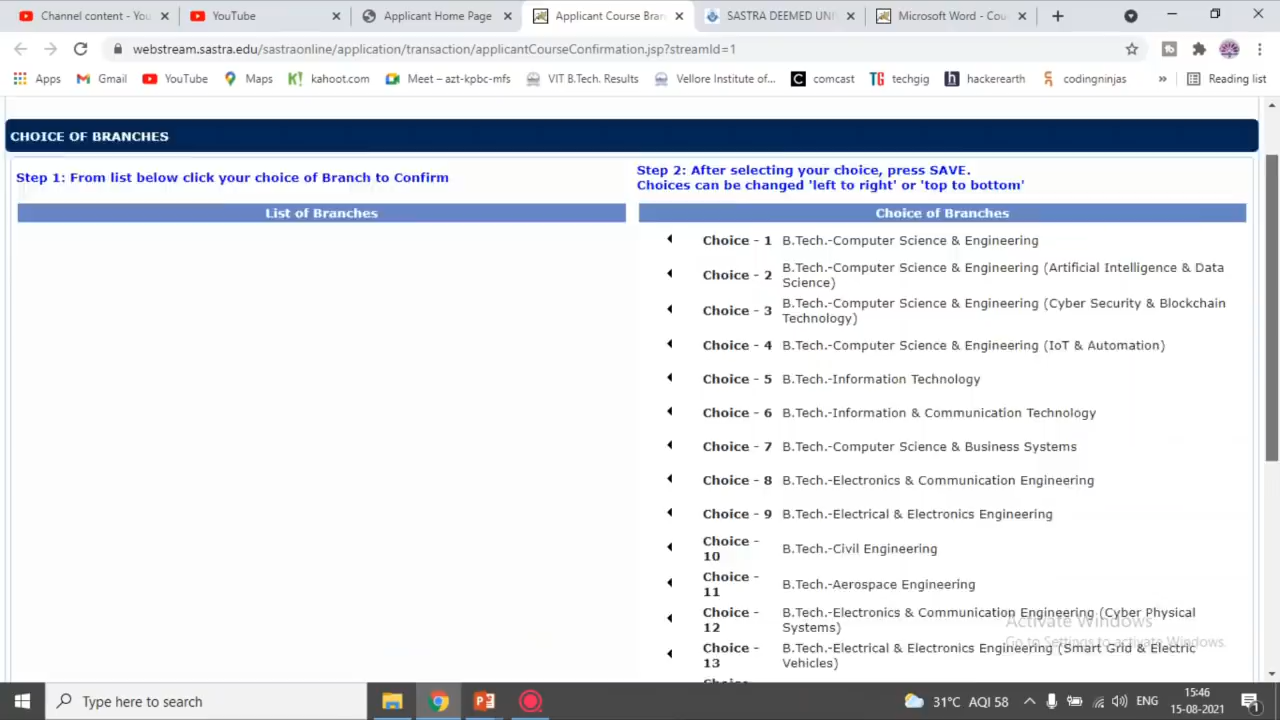 Channel content - You
YouTube
Applicant Home Page
Applicant Course Bran
SASTRA DEEMED UNI
Microsoft Word - Cou
webstream.sastra.edu/sastraonline/application/transaction/applicantCourseConfirmation.jsp?streamId=1
Apps
Gmail
YouTube
Maps
K!
kahoot.com
Meet – azt-kpbc-mfs
VIT B.Tech. Results
Vellore Institute of...
C
comcast
TG
techgig
h
hackerearth
codingninjas
»
Reading list
CHOICE OF BRANCHES
Step 1: From list below click your choice of Branch to Confirm
Step 2: After selecting your choice, press SAVE.
Choices can be changed 'left to right' or 'top to bottom'
List of Branches
Choice of Branches
Choice - 1 B.Tech.-Computer Science & Engineering
Choice - 2 B.Tech.-Computer Science & Engineering (Artificial Intelligence & Data
Science)
Choice - 3 B.Tech.-Computer Science & Engineering (Cyber Security & Blockchain
Technology)
Choice - 4 B.Tech.-Computer Science & Engineering (IoT & Automation)
Choice - 5 B.Tech.-Information Technology
Choice - 6 B.Tech.-Information & Communication Technology
Choice - 7 B.Tech.-Computer Science & Business Systems
Choice - 8 B.Tech.-Electronics & Communication Engineering
Choice - 9 B.Tech.-Electrical & Electronics Engineering
Choice -
10 B.Tech.-Civil Engineering
Choice -
11 B.Tech.-Aerospace Engineering
Choice - B.Tech.-Electronics & Communication Engineering (Cyber Physical
12 Systems)
Choice - B.Tech.-Electrical & Electronics Engineering (Smart Grid & Electric
13 Vehicles)
Activate Windows
Go to Settings to activate Windows.
Type here to search
31°C AQI 58
ENG
15:46
15-08-2021
1